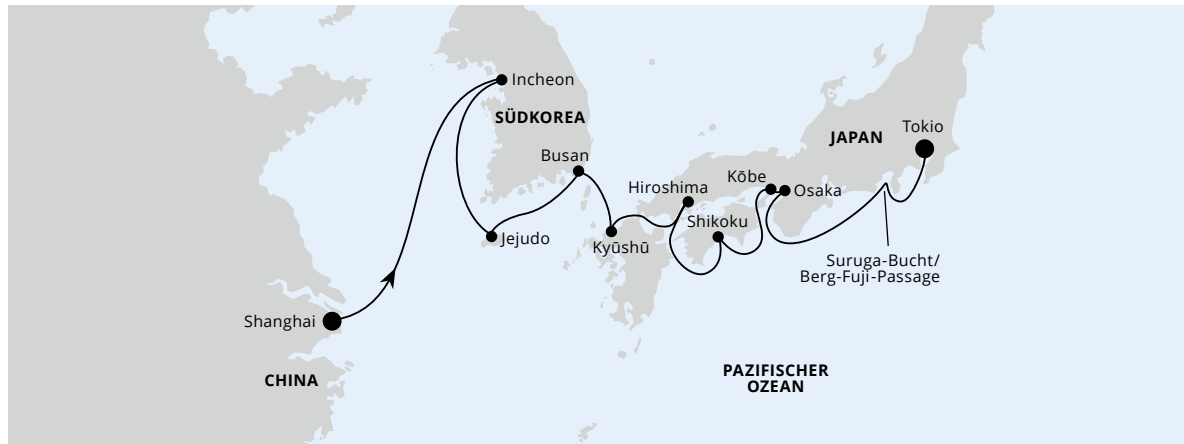 Incheon
SÜDKOREA
Busan
Jejudo
Kyūshū
Hiroshima
Shikoku
Kōbe
Osaka
JAPAN
Tokio
Suruga-Bucht/
Berg-Fuji-Passage
Shanghai
CHINA
PAZIFISCHER
OZEAN